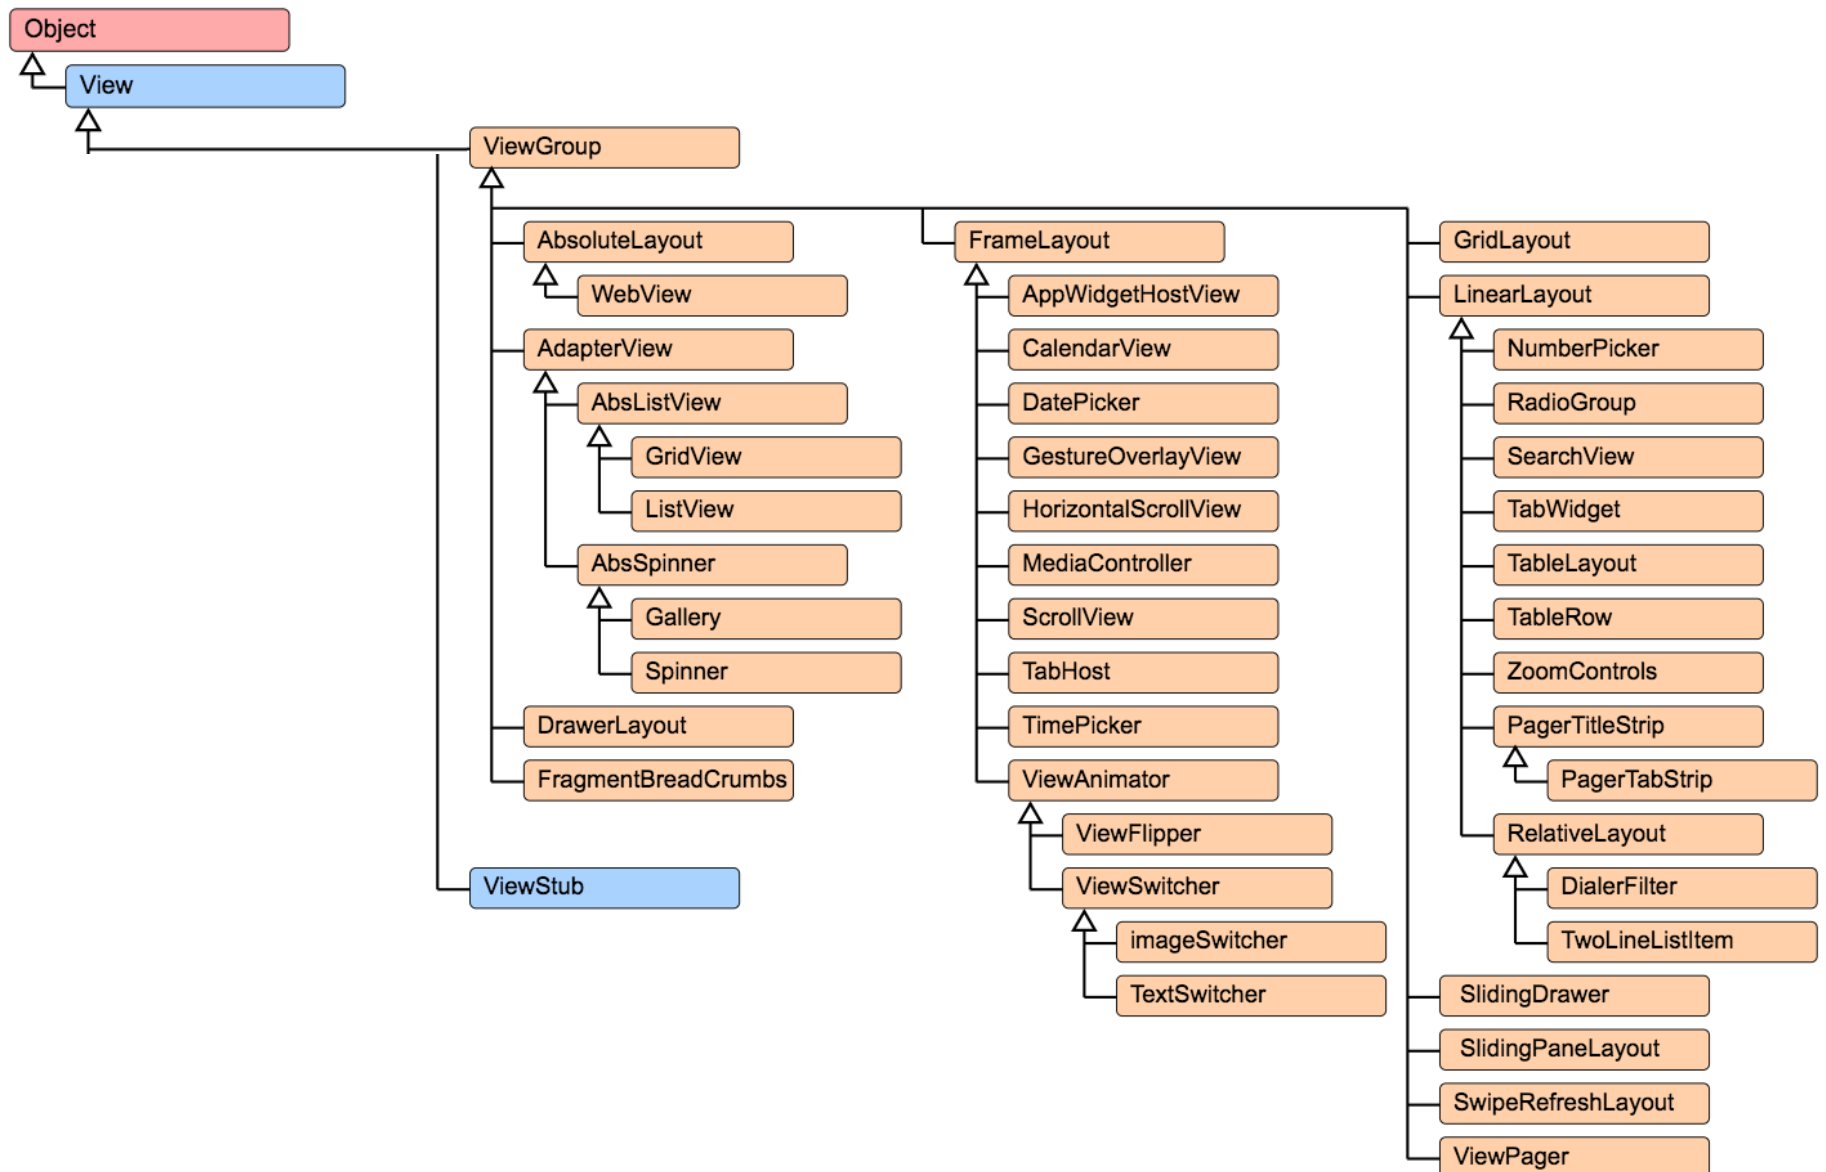 Object
View
ViewGroup
AbsoluteLayout
WebView
AdapterView
AbsListView
GridView
ListView
AbsSpinner
Gallery
Spinner
DrawerLayout
FragmentBreadCrumbs
ViewStub
FrameLayout
AppWidgetHostView
CalendarView
DatePicker
GestureOverlayView
HorizontalScrollView
MediaController
ScrollView
TabHost
TimePicker
ViewAnimator
ViewFlipper
ViewSwitcher
imageSwitcher
TextSwitcher
GridLayout
LinearLayout
NumberPicker
RadioGroup
SearchView
TabWidget
TableLayout
TableRow
ZoomControls
PagerTitleStrip
PagerTabStrip
RelativeLayout
DialerFilter
TwoLineListItem
SlidingDrawer
SlidingPaneLayout
SwipeRefreshLayout
ViewPager